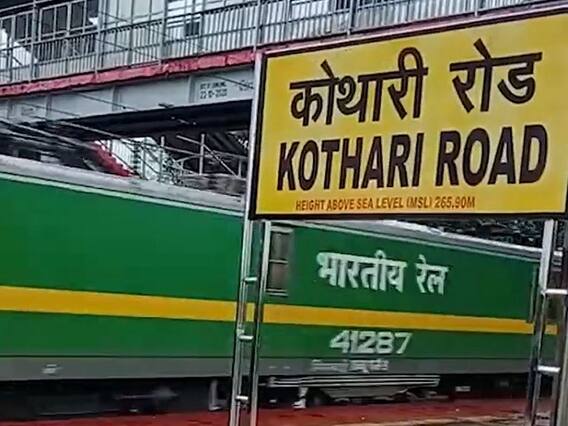 कोथारी रोड
KOTHARI ROAD
HEIGHT ABOVE SEA LEVEL (MSL) 265.90M
भारतीय रेल
41287